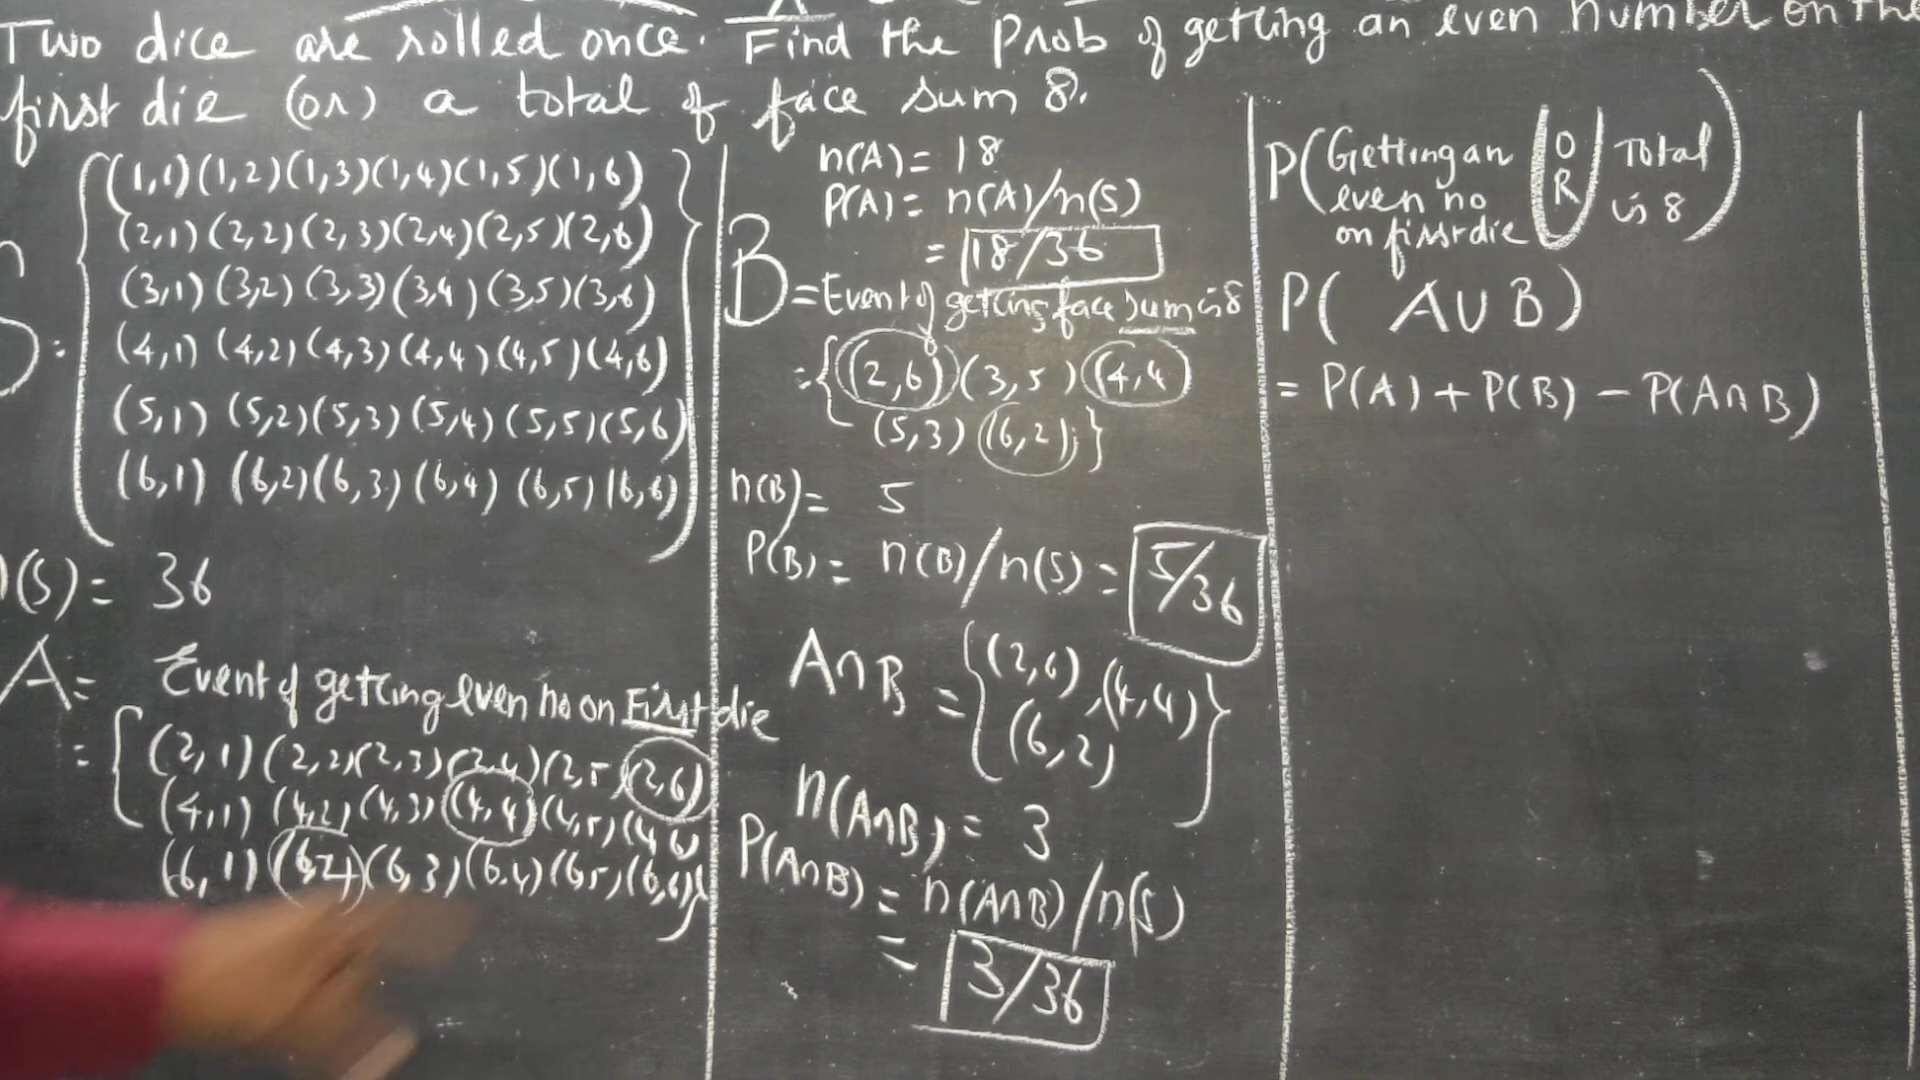 Two dice are rolled once. Find the Prob of getting an even number on the
first die (or) a total of face sum 8.
(1,1)(1,2)(1,3)(1,4)(1,5)(1,6)
(2,1)(2,2)(2,3)(2,4)(2,5)(2,6)
(3,1)(3,2)(3,3)(3,4)(3,5)(3,6)
(4,1)(4,2)(4,3)(4,4)(4,5)(4,6)
(5,1)(5,2)(5,3)(5,4)(5,5)(5,6)
(6,1)(6,2)(6,3)(6,4)(6,5)(6,6)
(S) = 36
A = Event of getting even no on First die
= {(2,1)(2,2)(2,3)(2,4)(2,5)(2,6)
(4,1)(4,2)(4,3)(4,4)(4,5)(4,6)
(6,1)(6,2)(6,3)(6,4)(6,5)(6,6)}
n(A) = 18
P(A) = n(A)/n(S)
= 18/36
B = Event of getting face sum is 8
= {(2,6)(3,5)(4,4)
(5,3)(6,2);}
n(B) = 5
P(B) = n(B)/n(S) = 5/36
A∩B = {(2,6),(4,4)
(6,2)}
n(A∩B) = 3
P(A∩B) = n(A∩B)/n(S)
= 3/36
P(Getting an even no on first die OR Total is 8)
P( A∪B )
= P(A) + P(B) - P(A∩B)